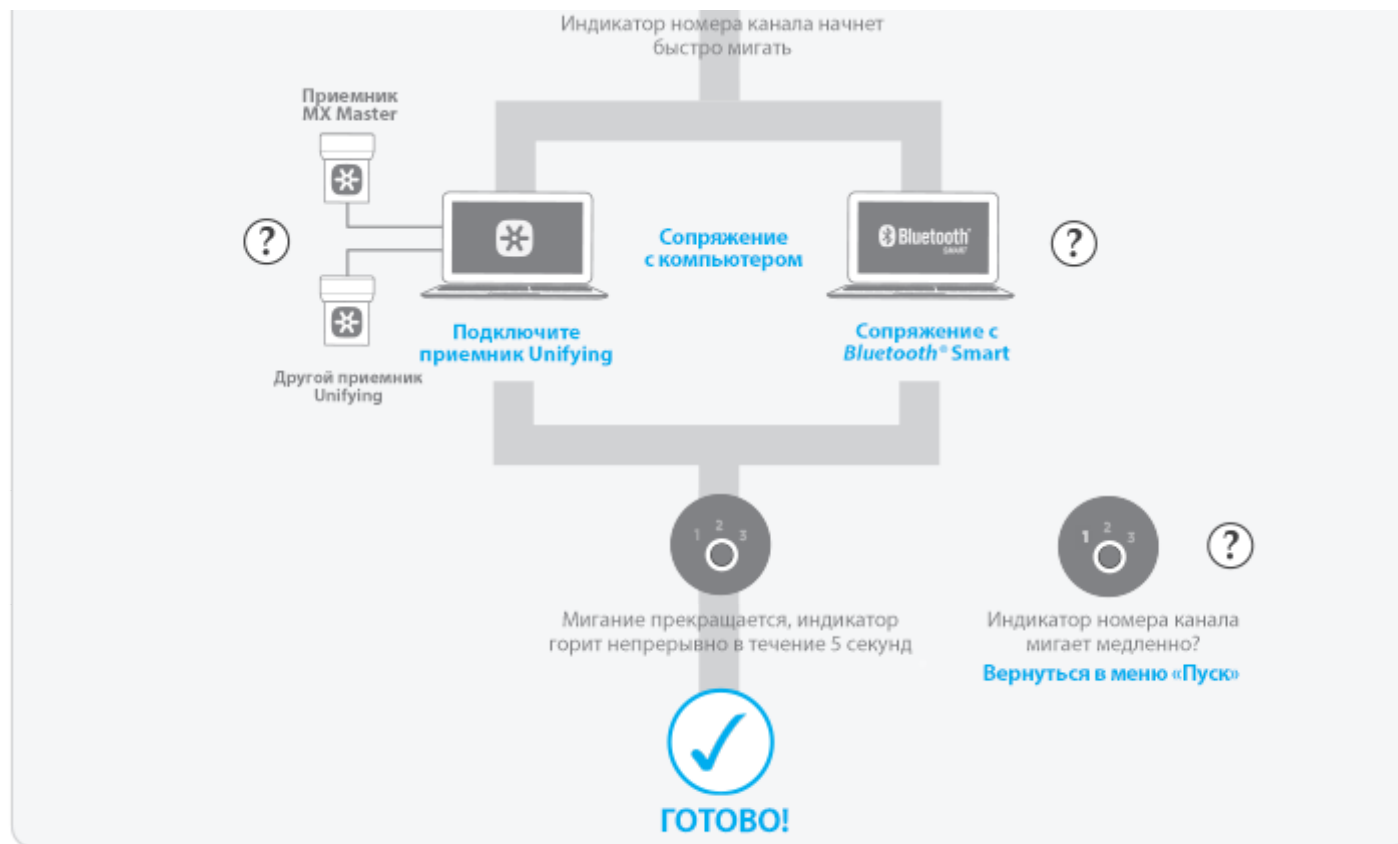 Индикатор номера канала начнет
быстро мигать
Приемник
MX Master
?
Сопряжение
с компьютером
Bluetooth®
SMART
?
Подключите
приемник Unifying
Сопряжение с
Bluetooth® Smart
Другой приемник
Unifying
1 2 3
1 2 3
?
Мигание прекращается, индикатор
горит непрерывно в течение 5 секунд
Индикатор номера канала
мигает медленно?
Вернуться в меню «Пуск»
ГОТОВО!